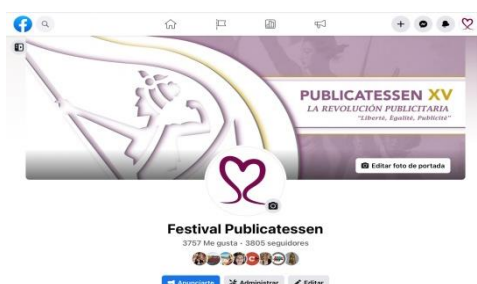 PUBLICATESSEN XV
LA REVOLUCIÓN PUBLICITARIA
"Liberté, Egalité, Publicité"
Editar foto de portada
Festival Publicatessen
3757 Me gusta • 3805 seguidores
Anunciarte Administrar Editar